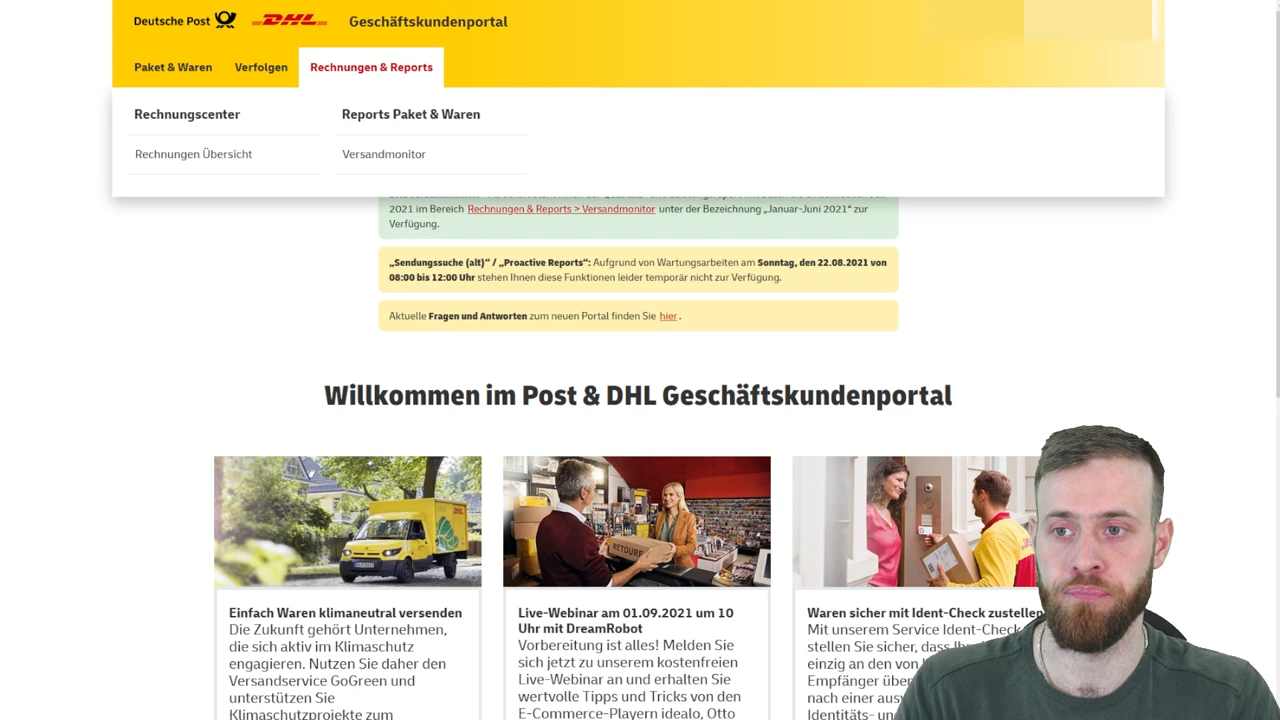 Deutsche Post DHL Geschäftskundenportal
Paket & Waren Verfolgen Rechnungen & Reports
Rechnungscenter Reports Paket & Waren
Rechnungen Übersicht Versandmonitor
2021 im Bereich Rechnungen & Reports > Versandmonitor unter der Bezeichnung „Januar-Juni 2021“ zur
Verfügung.
„Sendungssuche (alt)“ / „Proactive Reports“: Aufgrund von Wartungsarbeiten am Sonntag, den 22.08.2021 von
08:00 bis 12:00 Uhr stehen Ihnen diese Funktionen leider temporär nicht zur Verfügung.
Aktuelle Fragen und Antworten zum neuen Portal finden Sie hier .
Willkommen im Post & DHL Geschäftskundenportal
RETOURE
Einfach Waren klimaneutral versenden
Die Zukunft gehört Unternehmen,
die sich aktiv im Klimaschutz
engagieren. Nutzen Sie daher den
Versandservice GoGreen und
unterstützen Sie
Klimaschutzprojekte zum
Live-Webinar am 01.09.2021 um 10
Uhr mit DreamRobot
Vorbereitung ist alles! Melden Sie
sich jetzt zu unserem kostenfreien
Live-Webinar an und erhalten Sie
wertvolle Tipps und Tricks von den
E-Commerce-Playern idealo, Otto
Waren sicher mit Ident-Check zustellen
Mit unserem Service Ident-Check
stellen Sie sicher, dass
einzig an den von
Empfänger
nach einer
Identitäts-